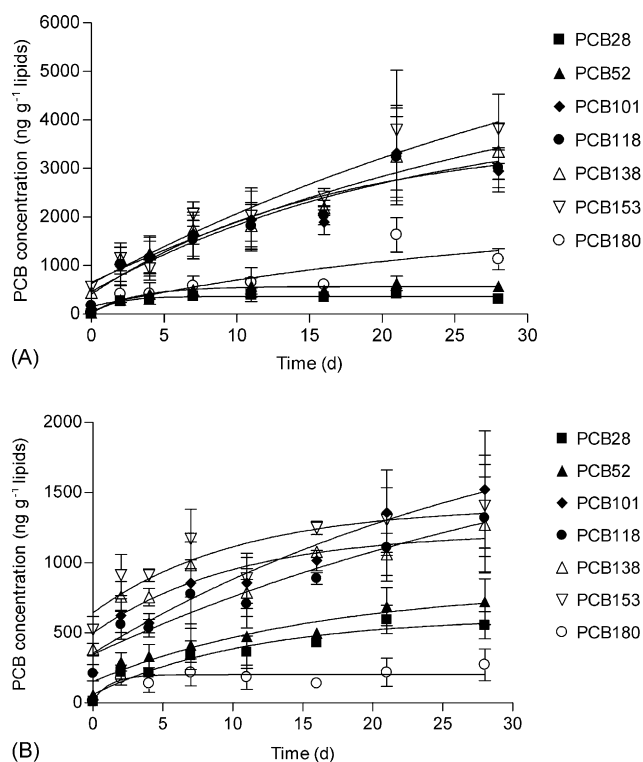 6000
5000
4000
3000
2000
1000
0
PCB concentration (ng g⁻¹ lipids)
0 5 10 15 20 25 30
Time (d)
(A)
PCB28
PCB52
PCB101
PCB118
PCB138
PCB153
PCB180
2000
1500
1000
500
0
PCB concentration (ng g⁻¹ lipids)
0 5 10 15 20 25 30
Time (d)
(B)
PCB28
PCB52
PCB101
PCB118
PCB138
PCB153
PCB180